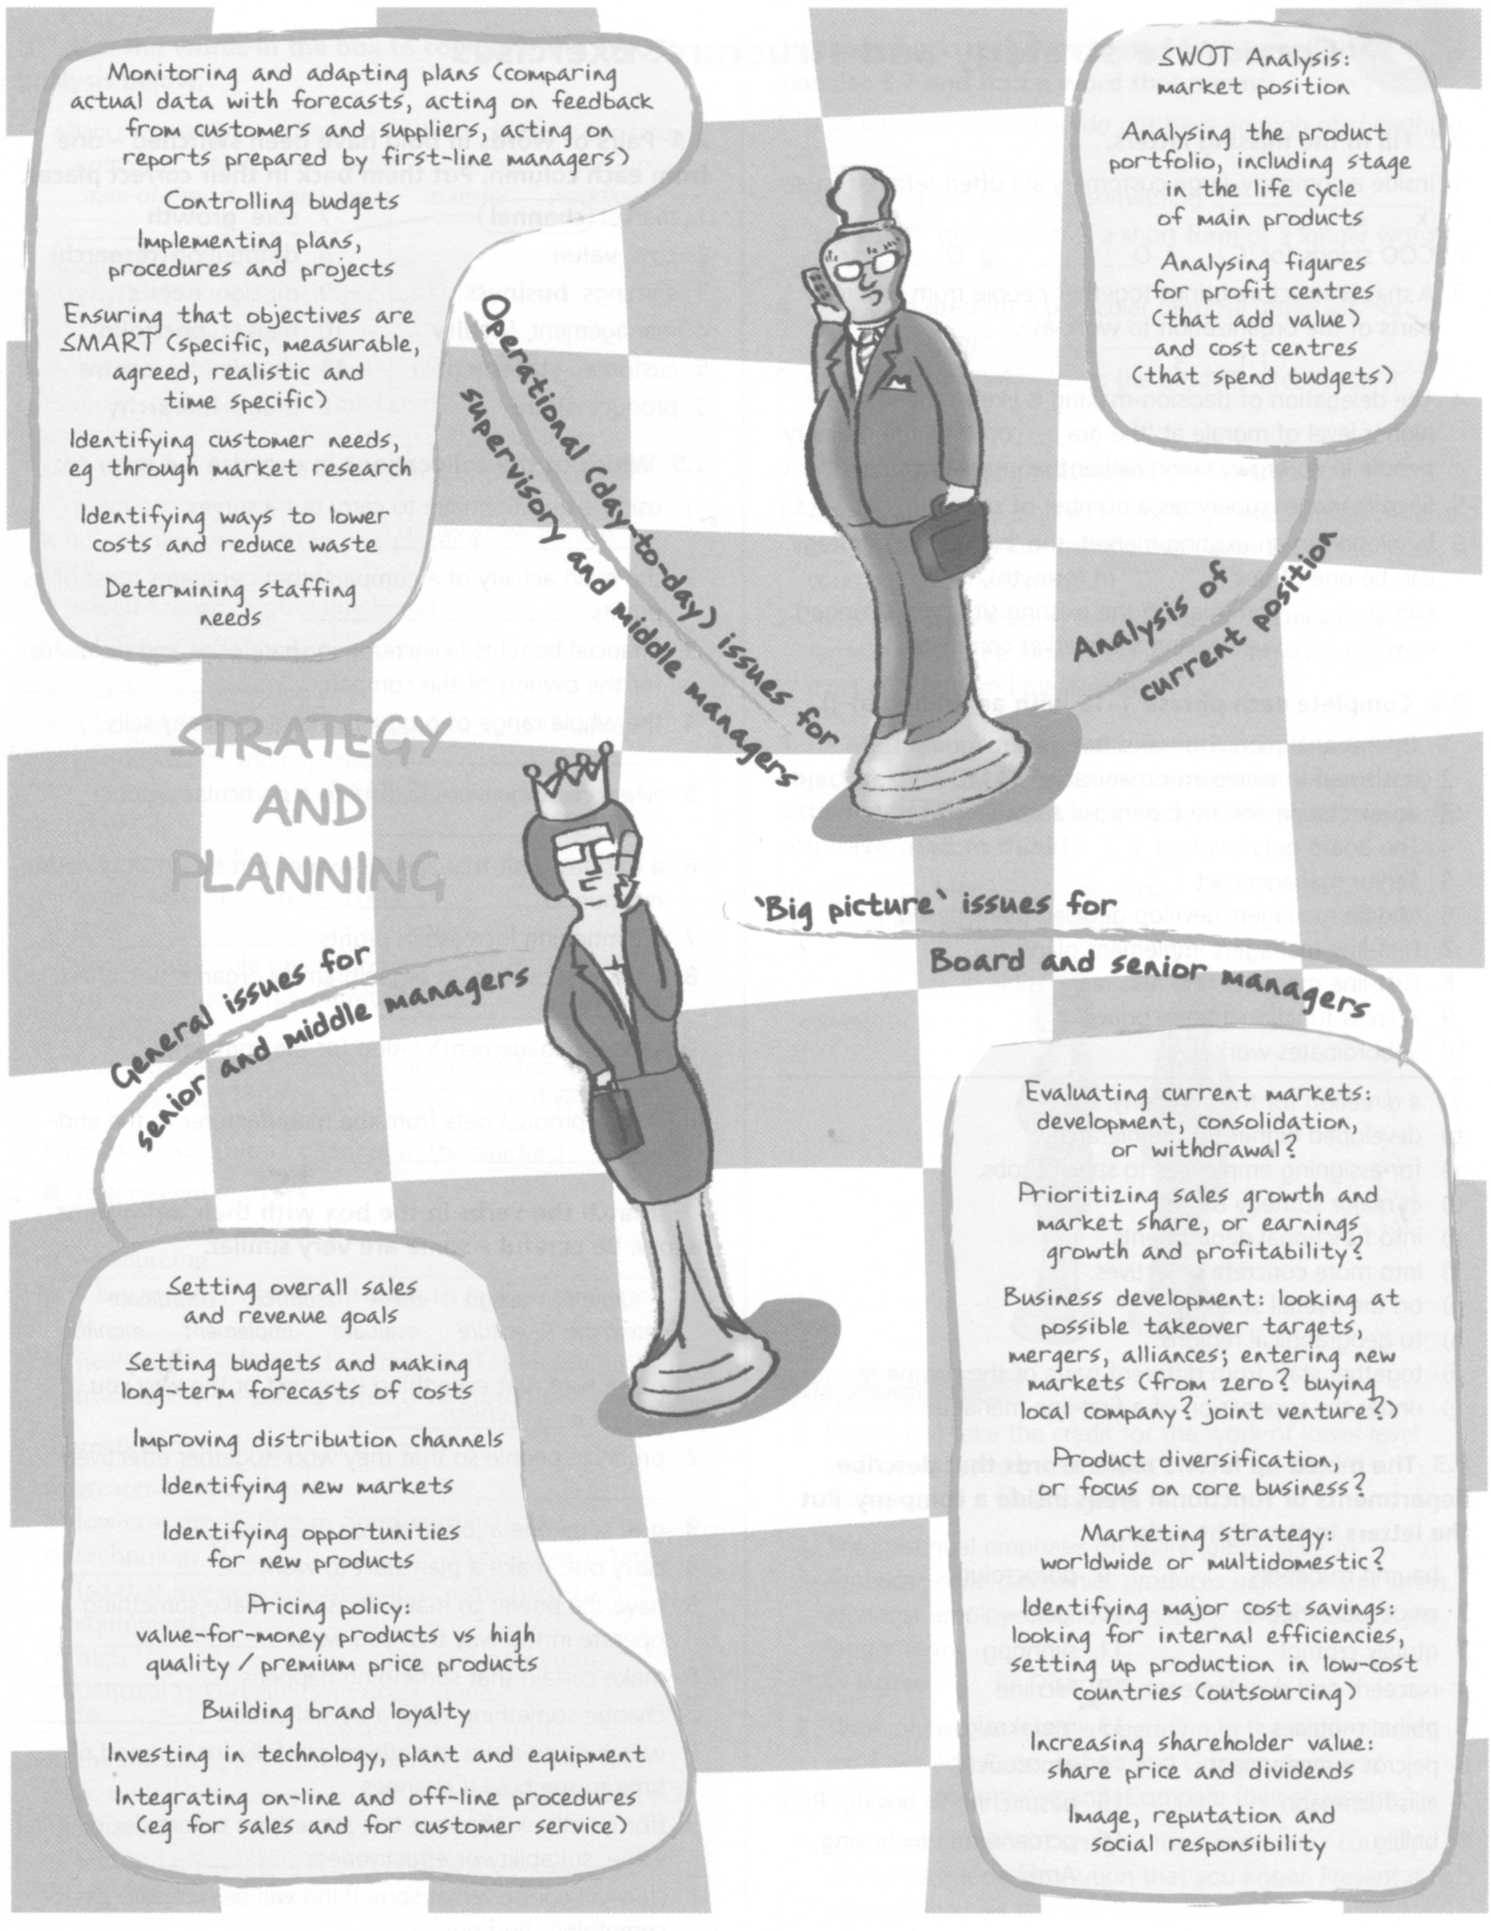 Monitoring and adapting plans (comparing
actual data with forecasts, acting on feedback
from customers and suppliers, acting on
reports prepared by first-line managers)
Controlling budgets
Implementing plans,
procedures and projects
Ensuring that objectives are
SMART (specific, measurable,
agreed, realistic and
time specific)
Identifying customer needs,
eg through market research
Identifying ways to lower
costs and reduce waste
Determining staffing
needs
Operational (day-to-day) issues for
supervisory and middle managers
SWOT Analysis:
market position
Analysing the product
portfolio, including stage
in the life cycle
of main products
Analysing figures
for profit centres
(that add value)
and cost centres
(that spend budgets)
Analysis of
current position
STRATEGY
AND
PLANNING
General issues for
senior and middle managers
Setting overall sales
and revenue goals
Setting budgets and making
long-term forecasts of costs
Improving distribution channels
Identifying new markets
Identifying opportunities
for new products
Pricing policy:
value-for-money products vs high
quality / premium price products
Building brand loyalty
Investing in technology, plant and equipment
Integrating on-line and off-line procedures
(eg for sales and for customer service)
'Big picture' issues for
Board and senior managers
Evaluating current markets:
development, consolidation,
or withdrawal?
Prioritizing sales growth and
market share, or earnings
growth and profitability?
Business development: looking at
possible takeover targets,
mergers, alliances; entering new
markets (from zero? buying
local company? joint venture?)
Product diversification,
or focus on core business?
Marketing strategy:
worldwide or multidomestic?
Identifying major cost savings:
looking for internal efficiencies,
setting up production in low-cost
countries (outsourcing)
Increasing shareholder value:
share price and dividends
Image, reputation and
social responsibility